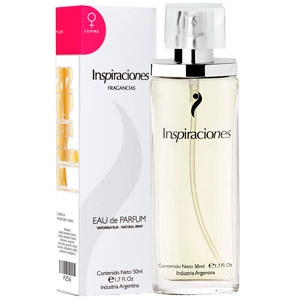 FEMME
Inspiraciones
FRAGANCIAS
EAU de PARFUM
VAPORISATEUR - NATURAL SPRAY
Contenido Neto 50ml
e 1,7 Fl. Oz
Industria Argentina
Inspiraciones
Contenido Neto 50ml
e 1,7 Fl. Oz
Industria Argentina